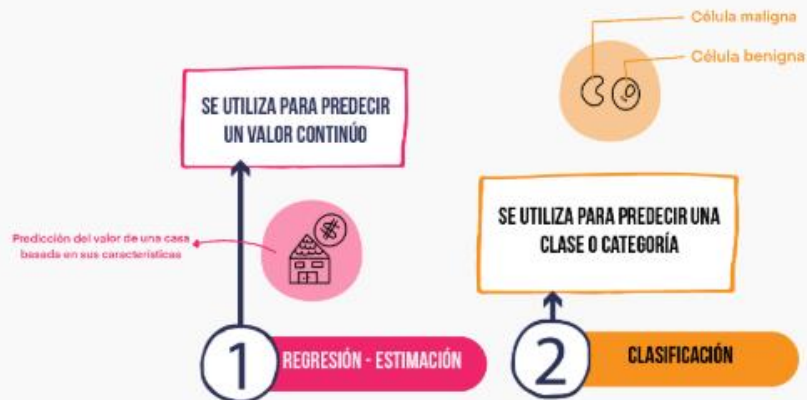 Célula maligna
Célula benigna
SE UTILIZA PARA PREDECIR
UN VALOR CONTINÚO
Predicción del valor de una casa
basada en sus características
SE UTILIZA PARA PREDECIR UNA
CLASE O CATEGORÍA
1
REGRESIÓN - ESTIMACIÓN
2
CLASIFICACIÓN